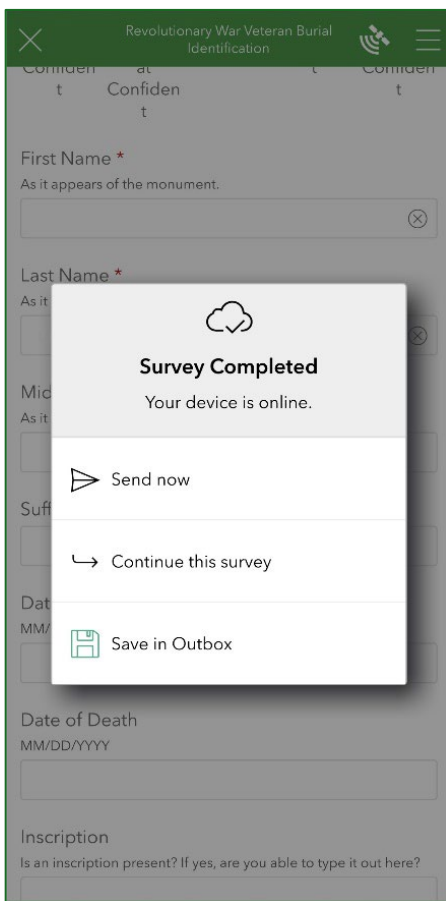 Revolutionary War Veteran Burial
Identification
Confiden at t Confiden
t Confiden t
t
First Name *
As it appears of the monument.
Last Name *
As it
Survey Completed
Your device is online.
Mid
As it
Send now
Suff
Continue this survey
Dat
MM/
Save in Outbox
Date of Death
MM/DD/YYYY
Inscription
Is an inscription present? If yes, are you able to type it out here?